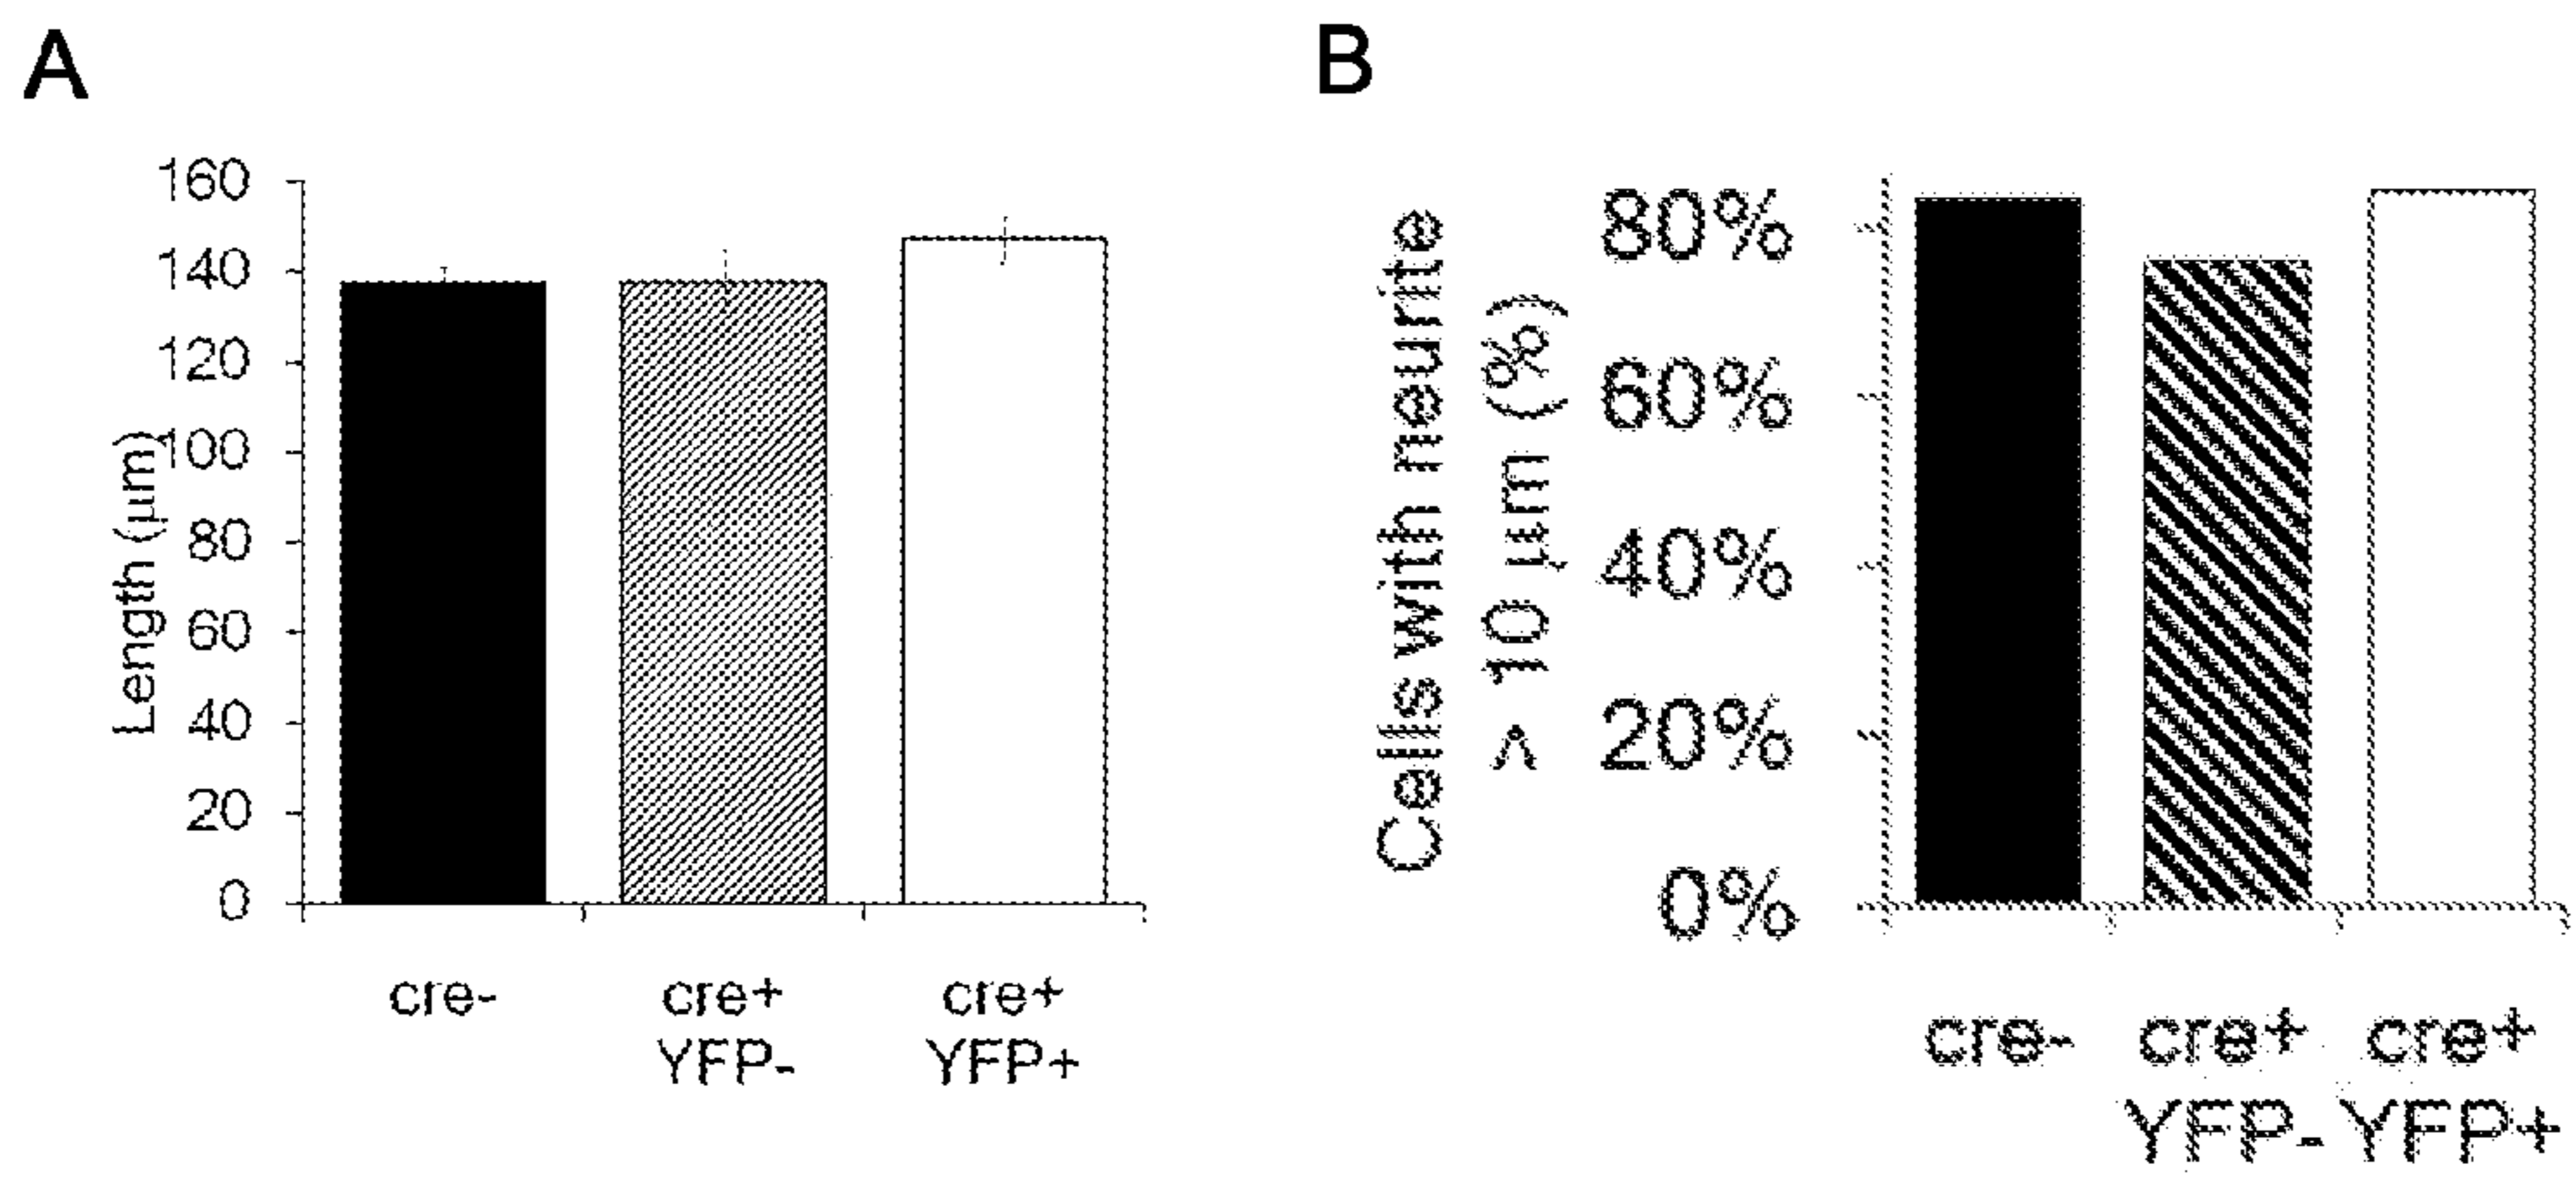 A
160
140
120
100
80
60
40
20
0
Length (µm)
cre-
cre+
YFP-
cre+
YFP+
B
Cells with neurite
> 10 µm (%)
80%
60%
40%
20%
0%
cre-
cre+
YFP-
cre+
YFP+